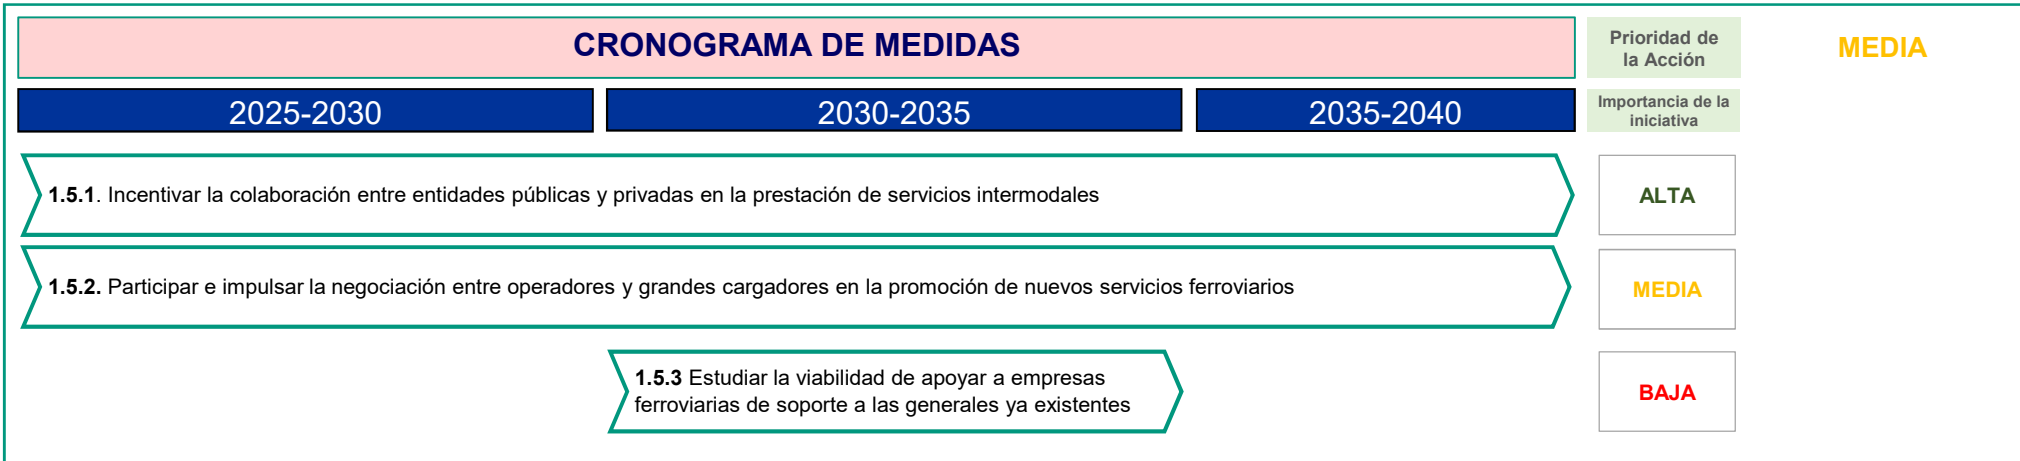 CRONOGRAMA DE MEDIDAS
Prioridad de
la Acción
MEDIA
2025-2030
2030-2035
2035-2040
Importancia de la
iniciativa
1.5.1. Incentivar la colaboración entre entidades públicas y privadas en la prestación de servicios intermodales
ALTA
1.5.2. Participar e impulsar la negociación entre operadores y grandes cargadores en la promoción de nuevos servicios ferroviarios
MEDIA
1.5.3 Estudiar la viabilidad de apoyar a empresas
ferroviarias de soporte a las generales ya existentes
BAJA